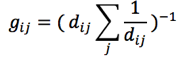 $g_{ij} = ( d_{ij} \sum_{j} \frac{1}{d_{ij}} )^{-1}$